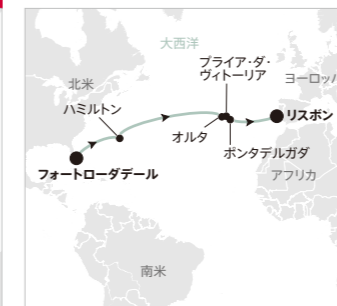 大西洋
プライア・ダ・
ヴィトーリア
ヨーロッパ
北米
ハミルトン
リスボン
オルタ
ポンタデルガダ
フォートローダデール
アフリカ
南米